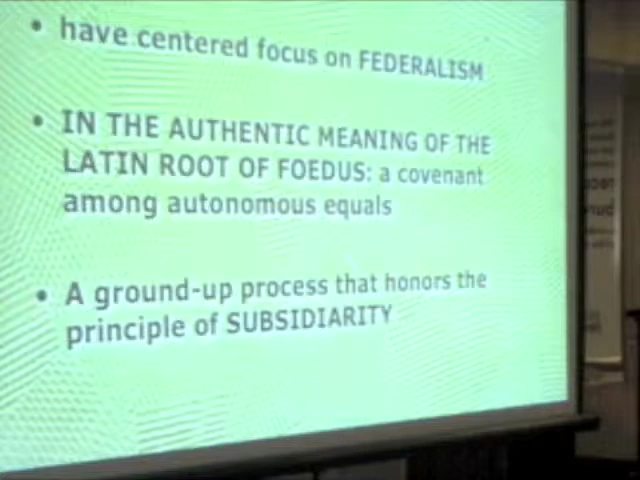 • have centered focus on FEDERALISM
• IN THE AUTHENTIC MEANING OF THE
LATIN ROOT OF FOEDUS: a covenant
among autonomous equals
• A ground-up process that honors the
principle of SUBSIDIARITY